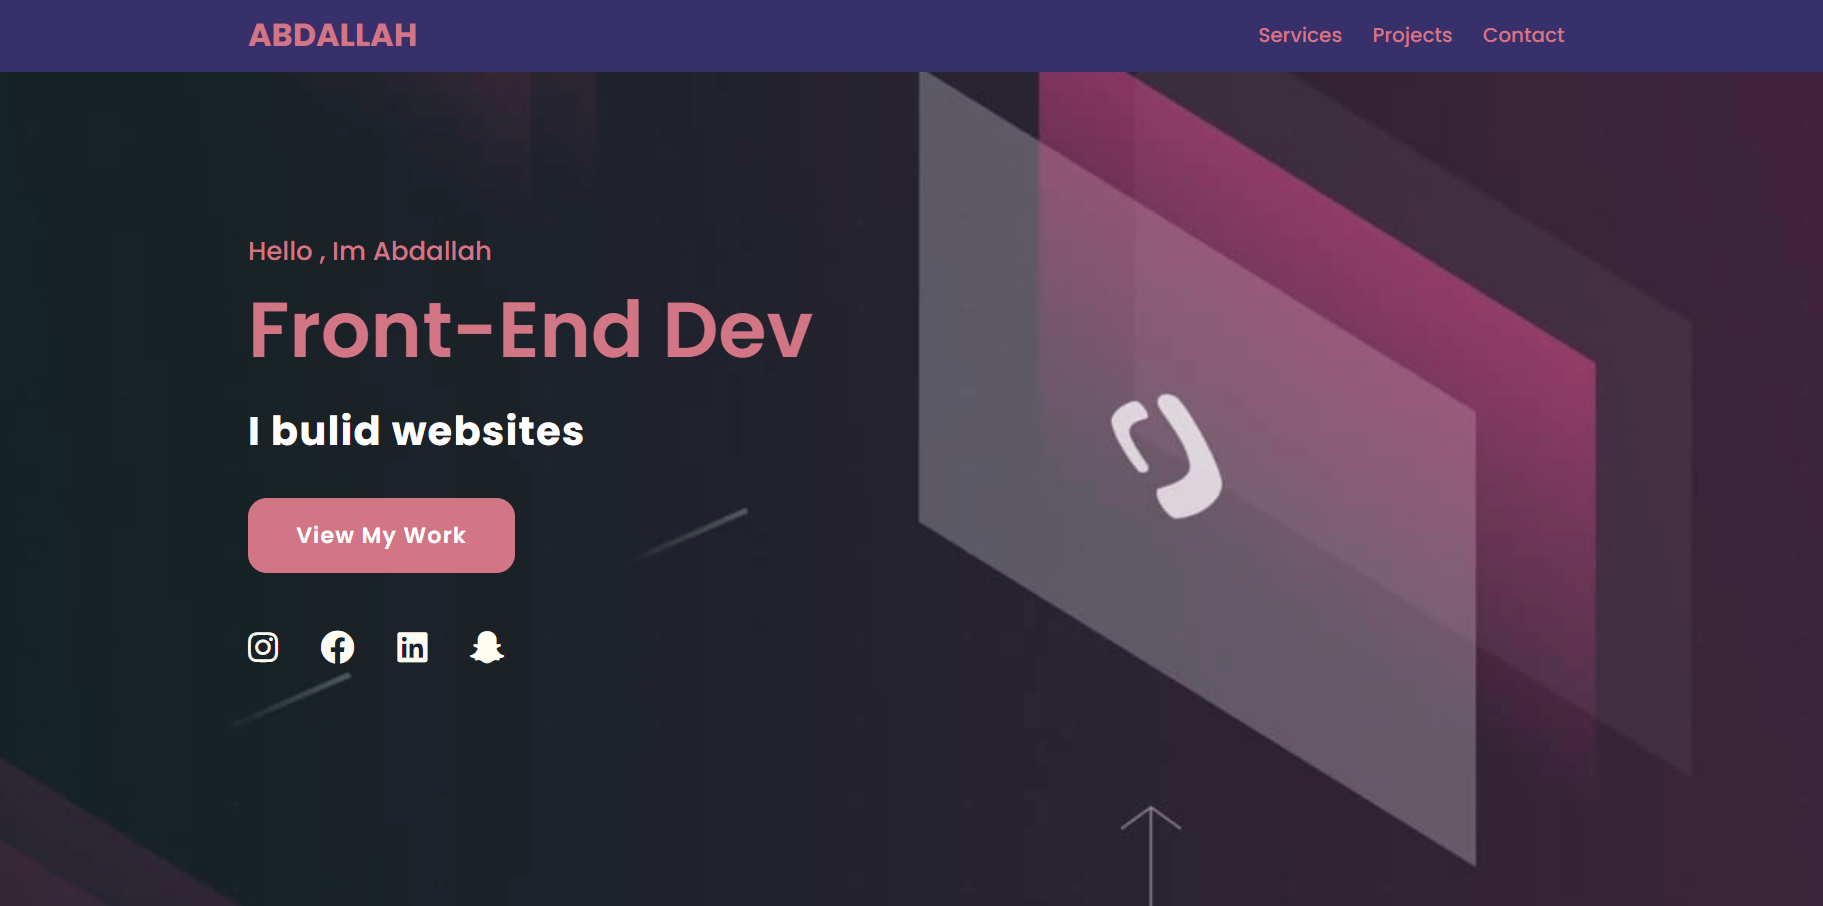 ABDALLAH
Services Projects Contact
Hello , Im Abdallah
Front-End Dev
I bulid websites
View My Work